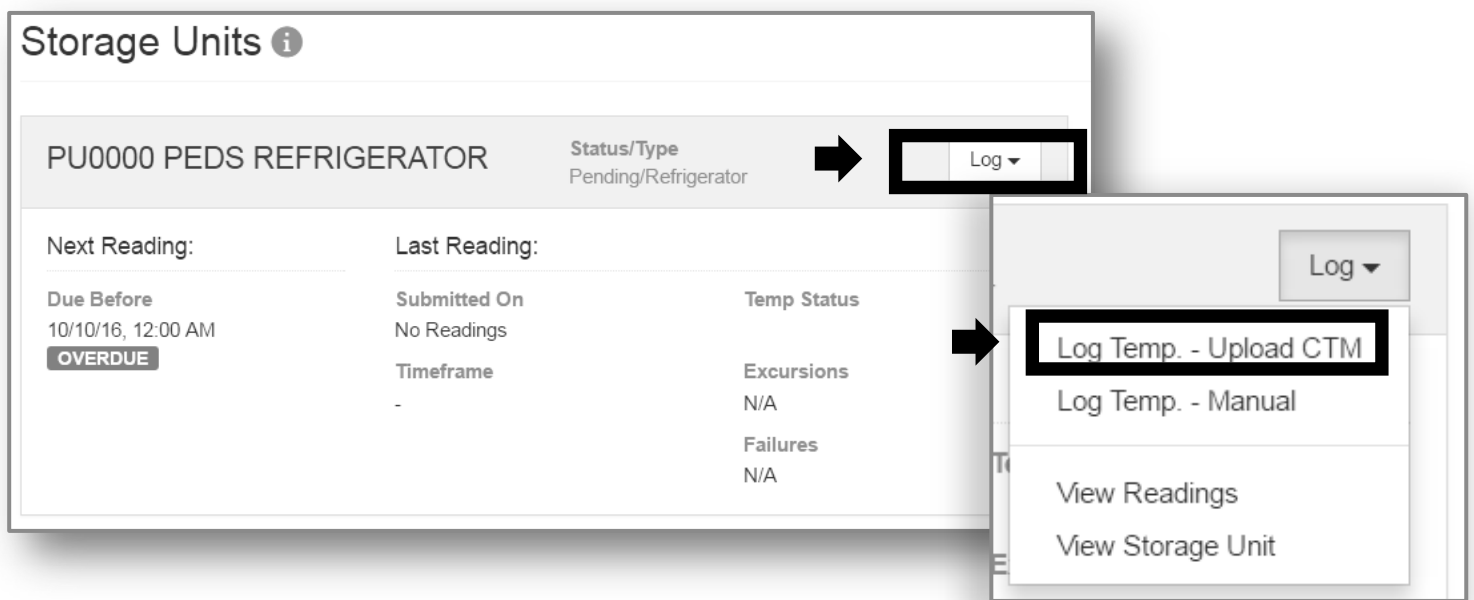 Storage Units
PU0000 PEDS REFRIGERATOR
Status/Type
Pending/Refrigerator
Log
Next Reading:
Last Reading:
Due Before
10/10/16, 12:00 AM
OVERDUE
Submitted On
No Readings
Timeframe
-
Temp Status
Excursions
N/A
Failures
N/A
Log
Log Temp. - Upload CTM
Log Temp. - Manual
View Readings
View Storage Unit